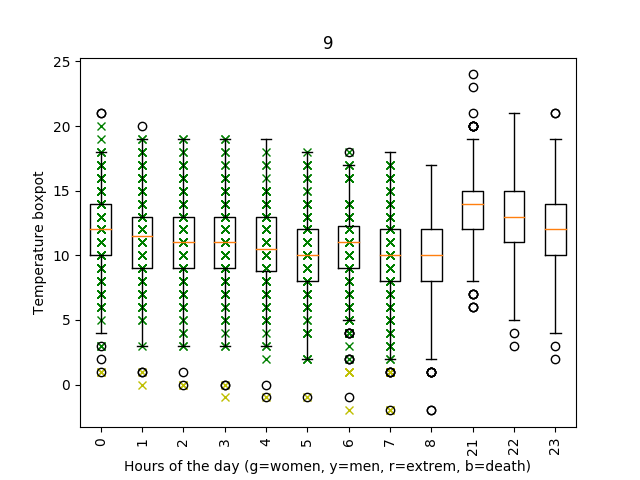 9
25
20
15
10
5
0
Temperature boxpot
0 1 2 3 4 5 6 7 8 21 22 23
Hours of the day (g=women, y=men, r=extrem, b=death)